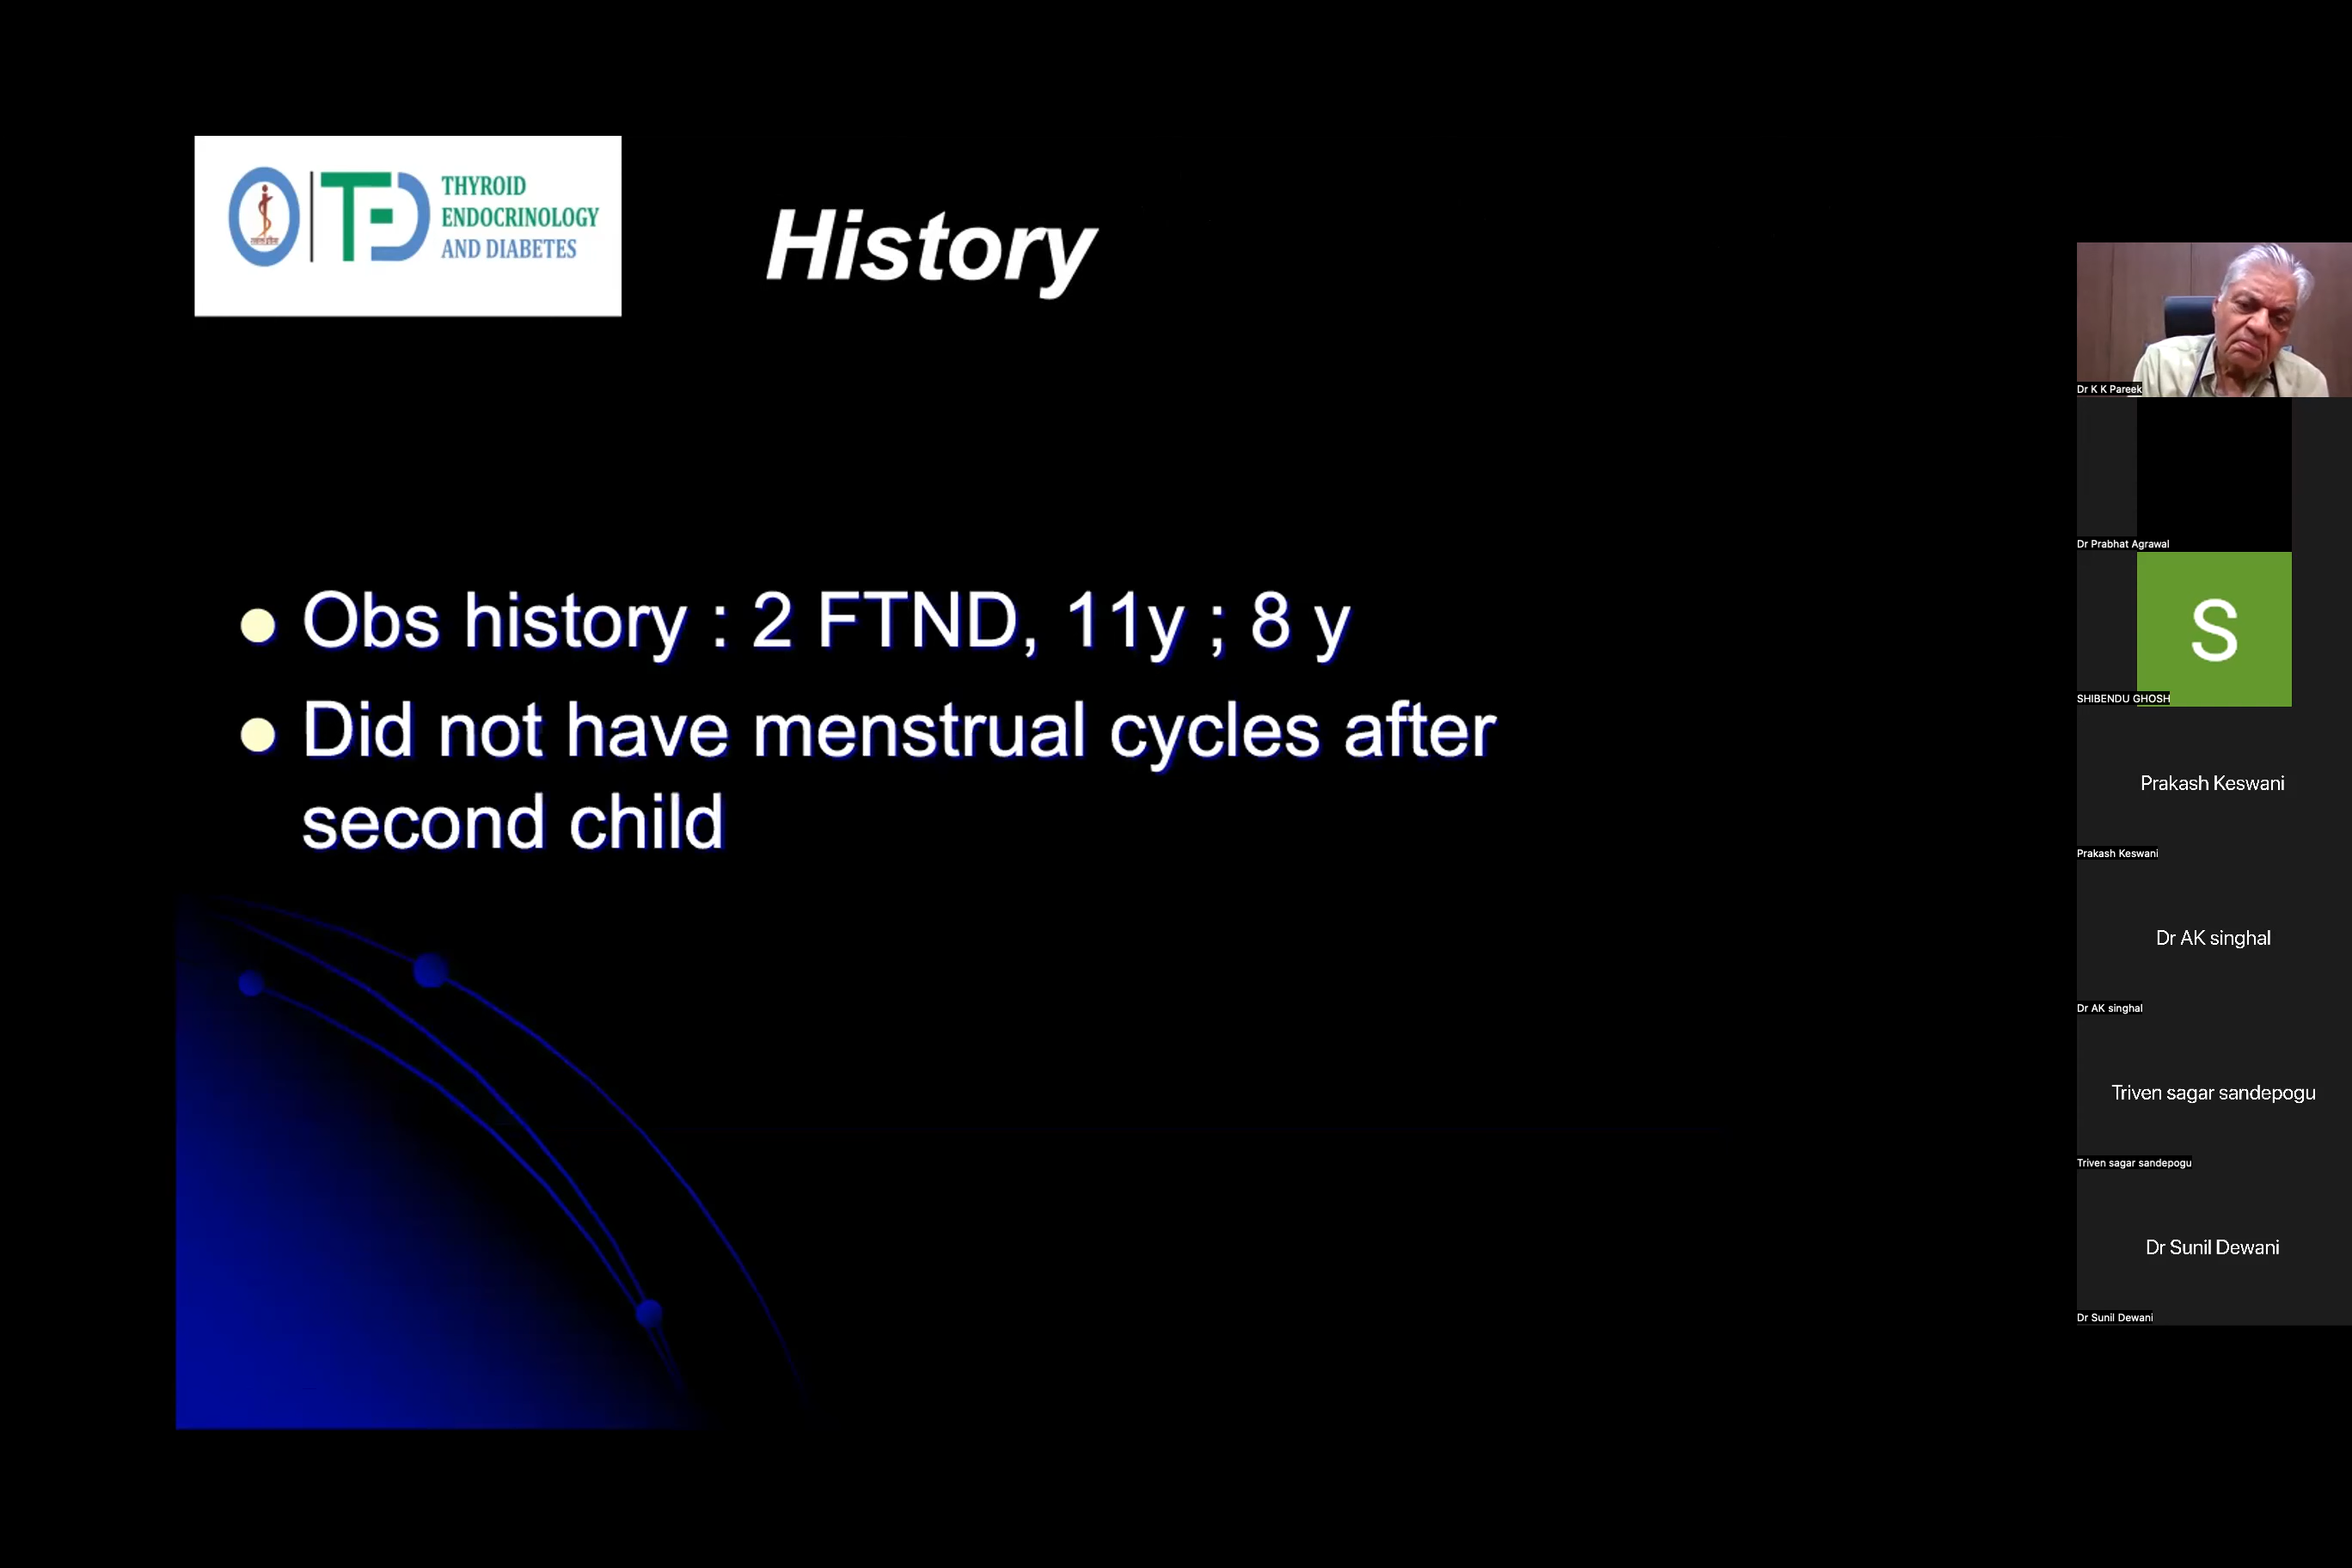 THYROID
ENDOCRINOLOGY
AND DIABETES
History
Obs history : 2 FTND, 11y ; 8 y
Did not have menstrual cycles after
second child
Dr K K Pareek
Dr Prabhat Agrawal
S
SHIBENDU GHOSH
Prakash Keswani
Prakash Keswani
Dr AK singhal
Dr AK singhal
Triven sagar sandepogu
Triven sagar sandepogu
Dr Sunil Dewani
Dr Sunil Dewani